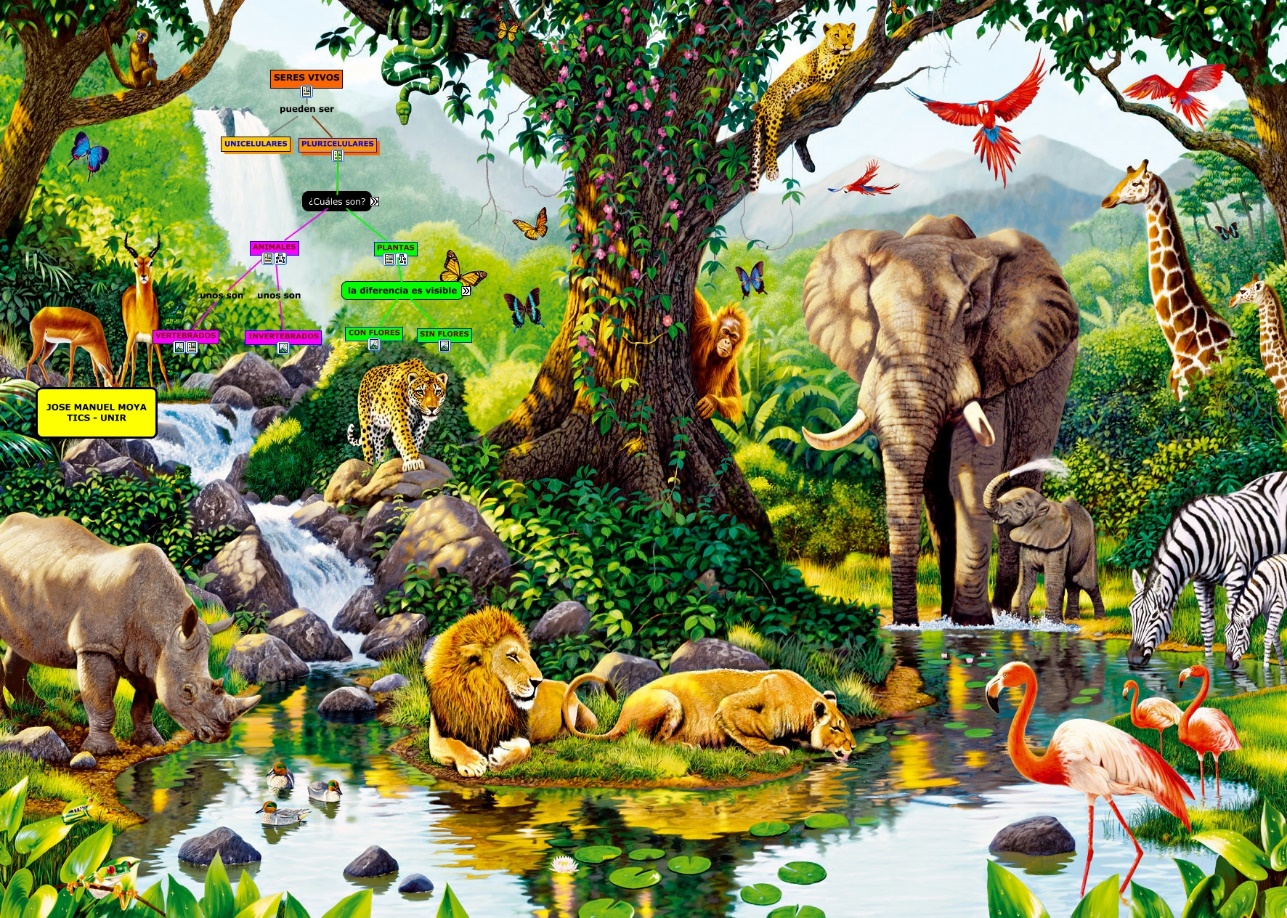 SERES VIVOS
pueden ser
UNICELULARES
PLURICELULARES
¿Cuáles son?
ANIMALES
PLANTAS
la diferencia es visible
unos son
unos son
VERTEBRADOS
INVERTEBRADOS
CON FLORES
SIN FLORES
JOSE MANUEL MOYA
TICS - UNIR